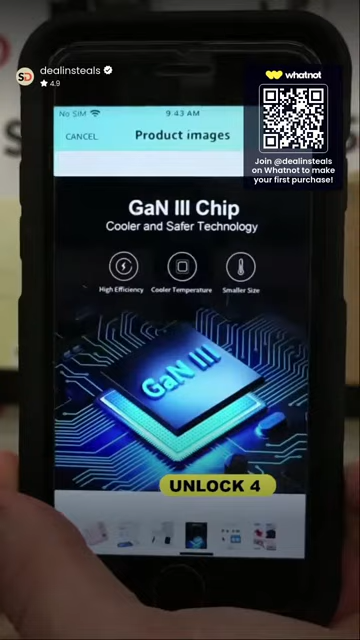 dealinsteals
4.9
SD
whatnot
Join @dealinsteals
on Whatnot to make
your first purchase!
No SIM
9:43 AM
CANCEL
Product images
GaN III Chip
Cooler and Safer Technology
High Efficiency
Cooler Temperature
Smaller Size
GaN III
UNLOCK 4